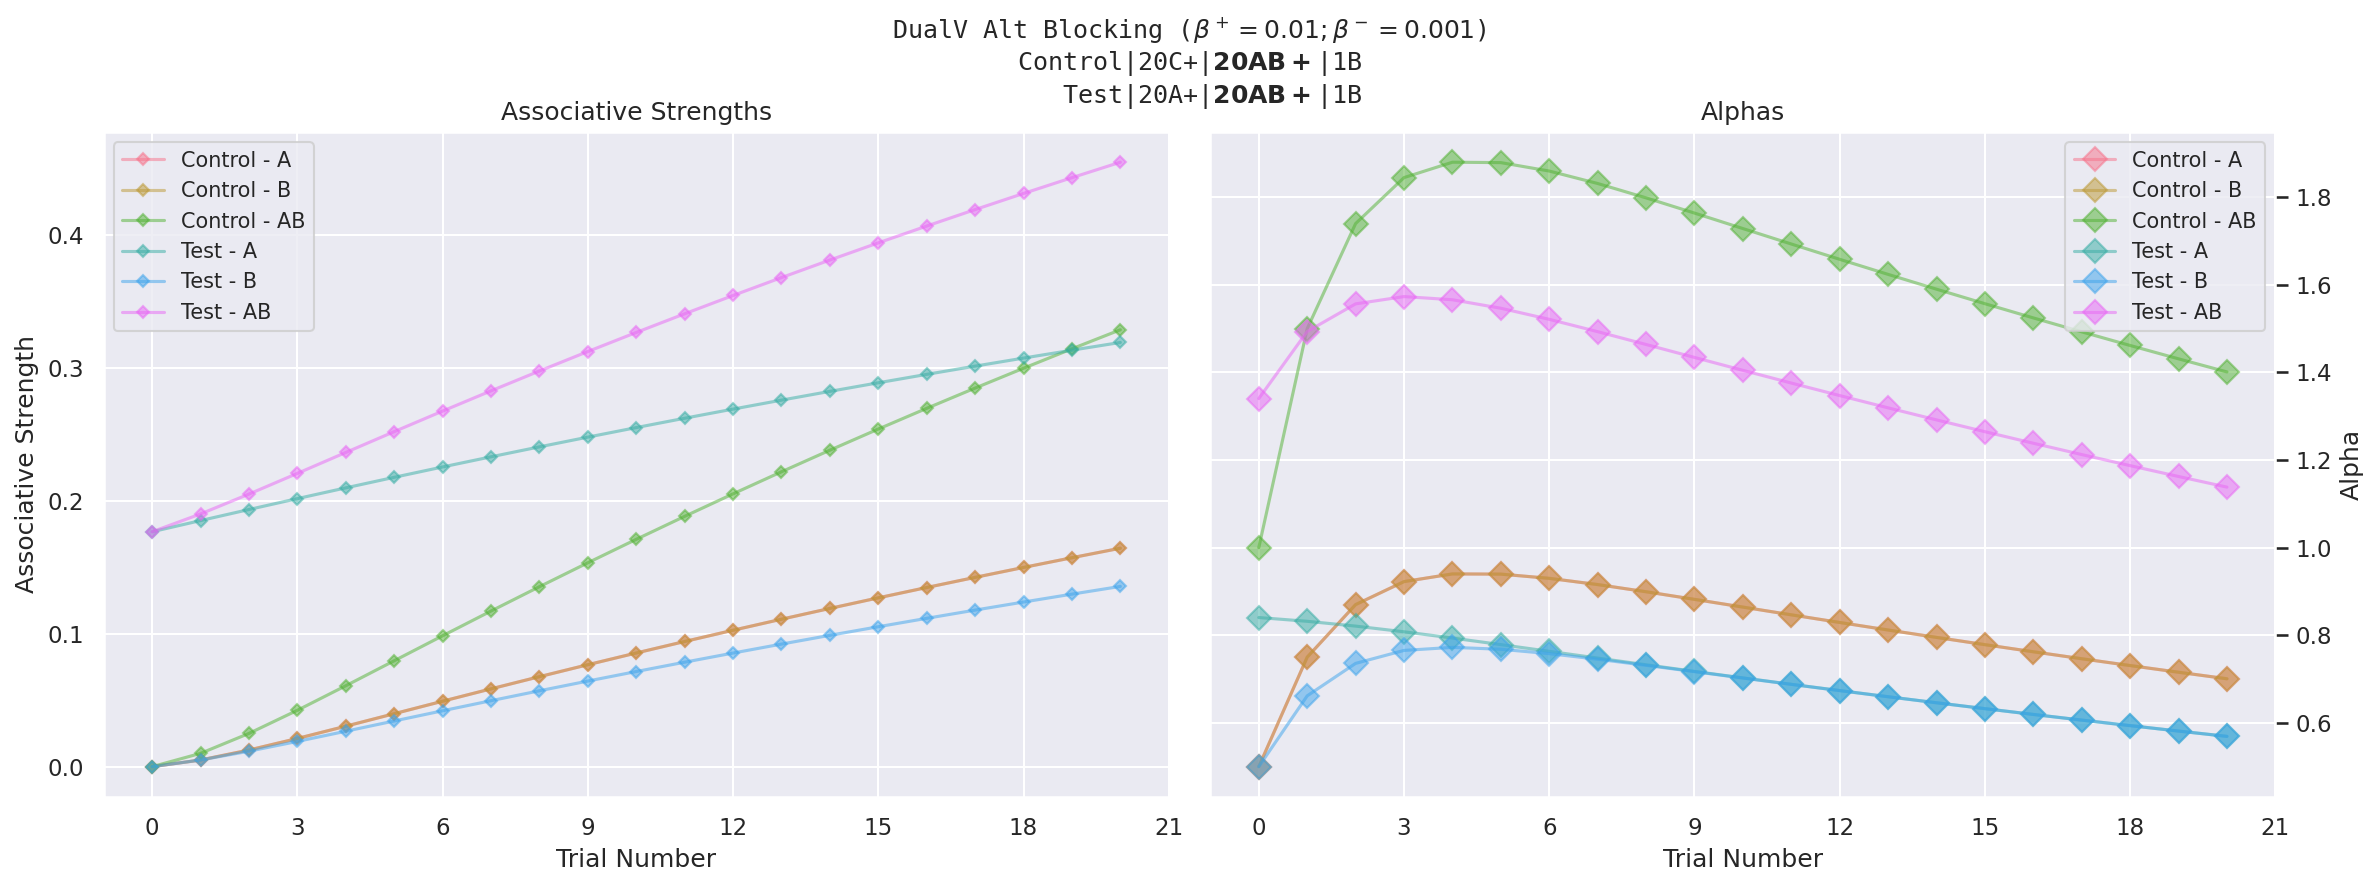 DualV Alt Blocking (β⁺ = 0.01; β⁻ = 0.001)
Control|20C+|20AB+|1B
Test|20A+|20AB+|1B
Associative Strengths
Control - A
Control - B
Control - AB
Test - A
Test - B
Test - AB
Associative Strength
0.4
0.3
0.2
0.1
0.0
0 3 6 9 12 15 18 21
Trial Number
Alphas
Control - A
Control - B
Control - AB
Test - A
Test - B
Test - AB
1.8
1.6
1.4
1.2
1.0
0.8
0.6
Alpha
0 3 6 9 12 15 18 21
Trial Number